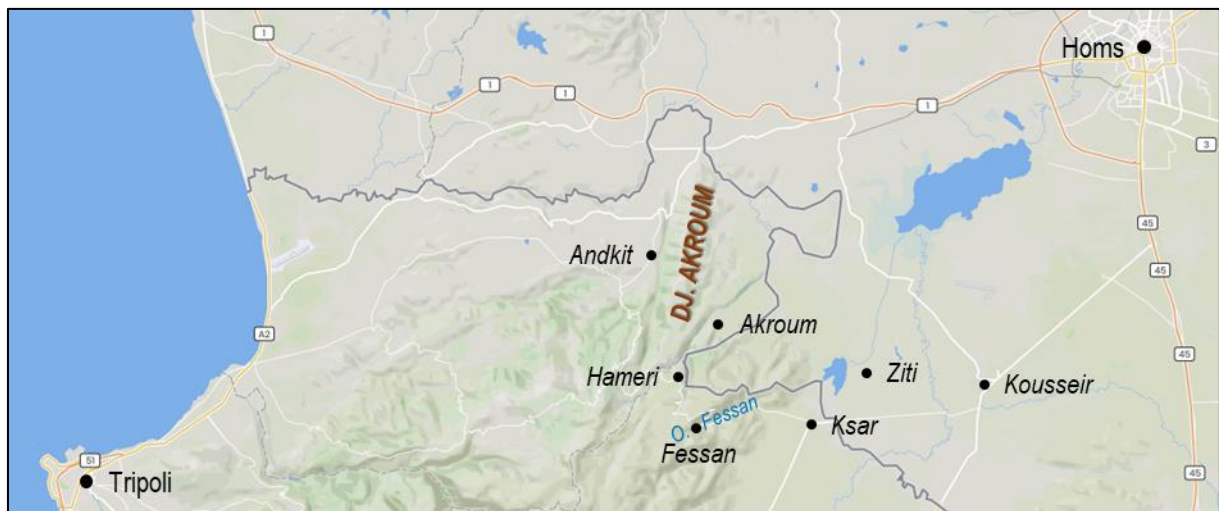 1
1
1
1
Homs
3
DJ. AKROUM
45
Andkit
45
A2
Akroum
45
Hameri
Ziti
Kousseir
O. Fessan
Ksar
Fessan
51
Tripoli
45